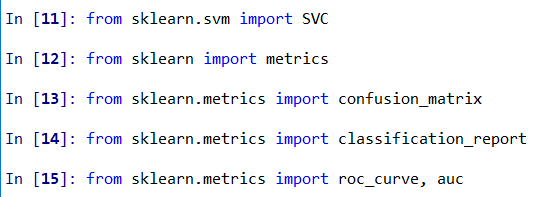 In [11]: from sklearn.svm import SVC
In [12]: from sklearn import metrics
In [13]: from sklearn.metrics import confusion_matrix
In [14]: from sklearn.metrics import classification_report
In [15]: from sklearn.metrics import roc_curve, auc